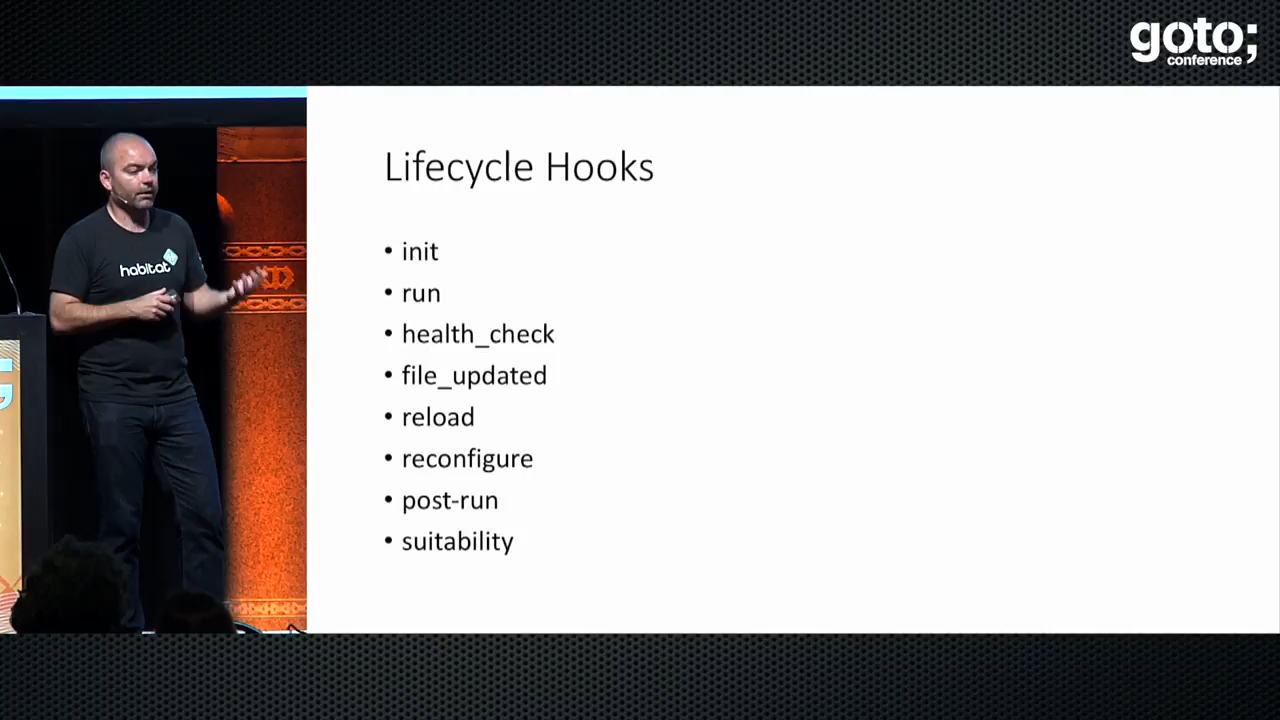 goto;
conference
habitat
Lifecycle Hooks
• init
• run
• health_check
• file_updated
• reload
• reconfigure
• post-run
• suitability